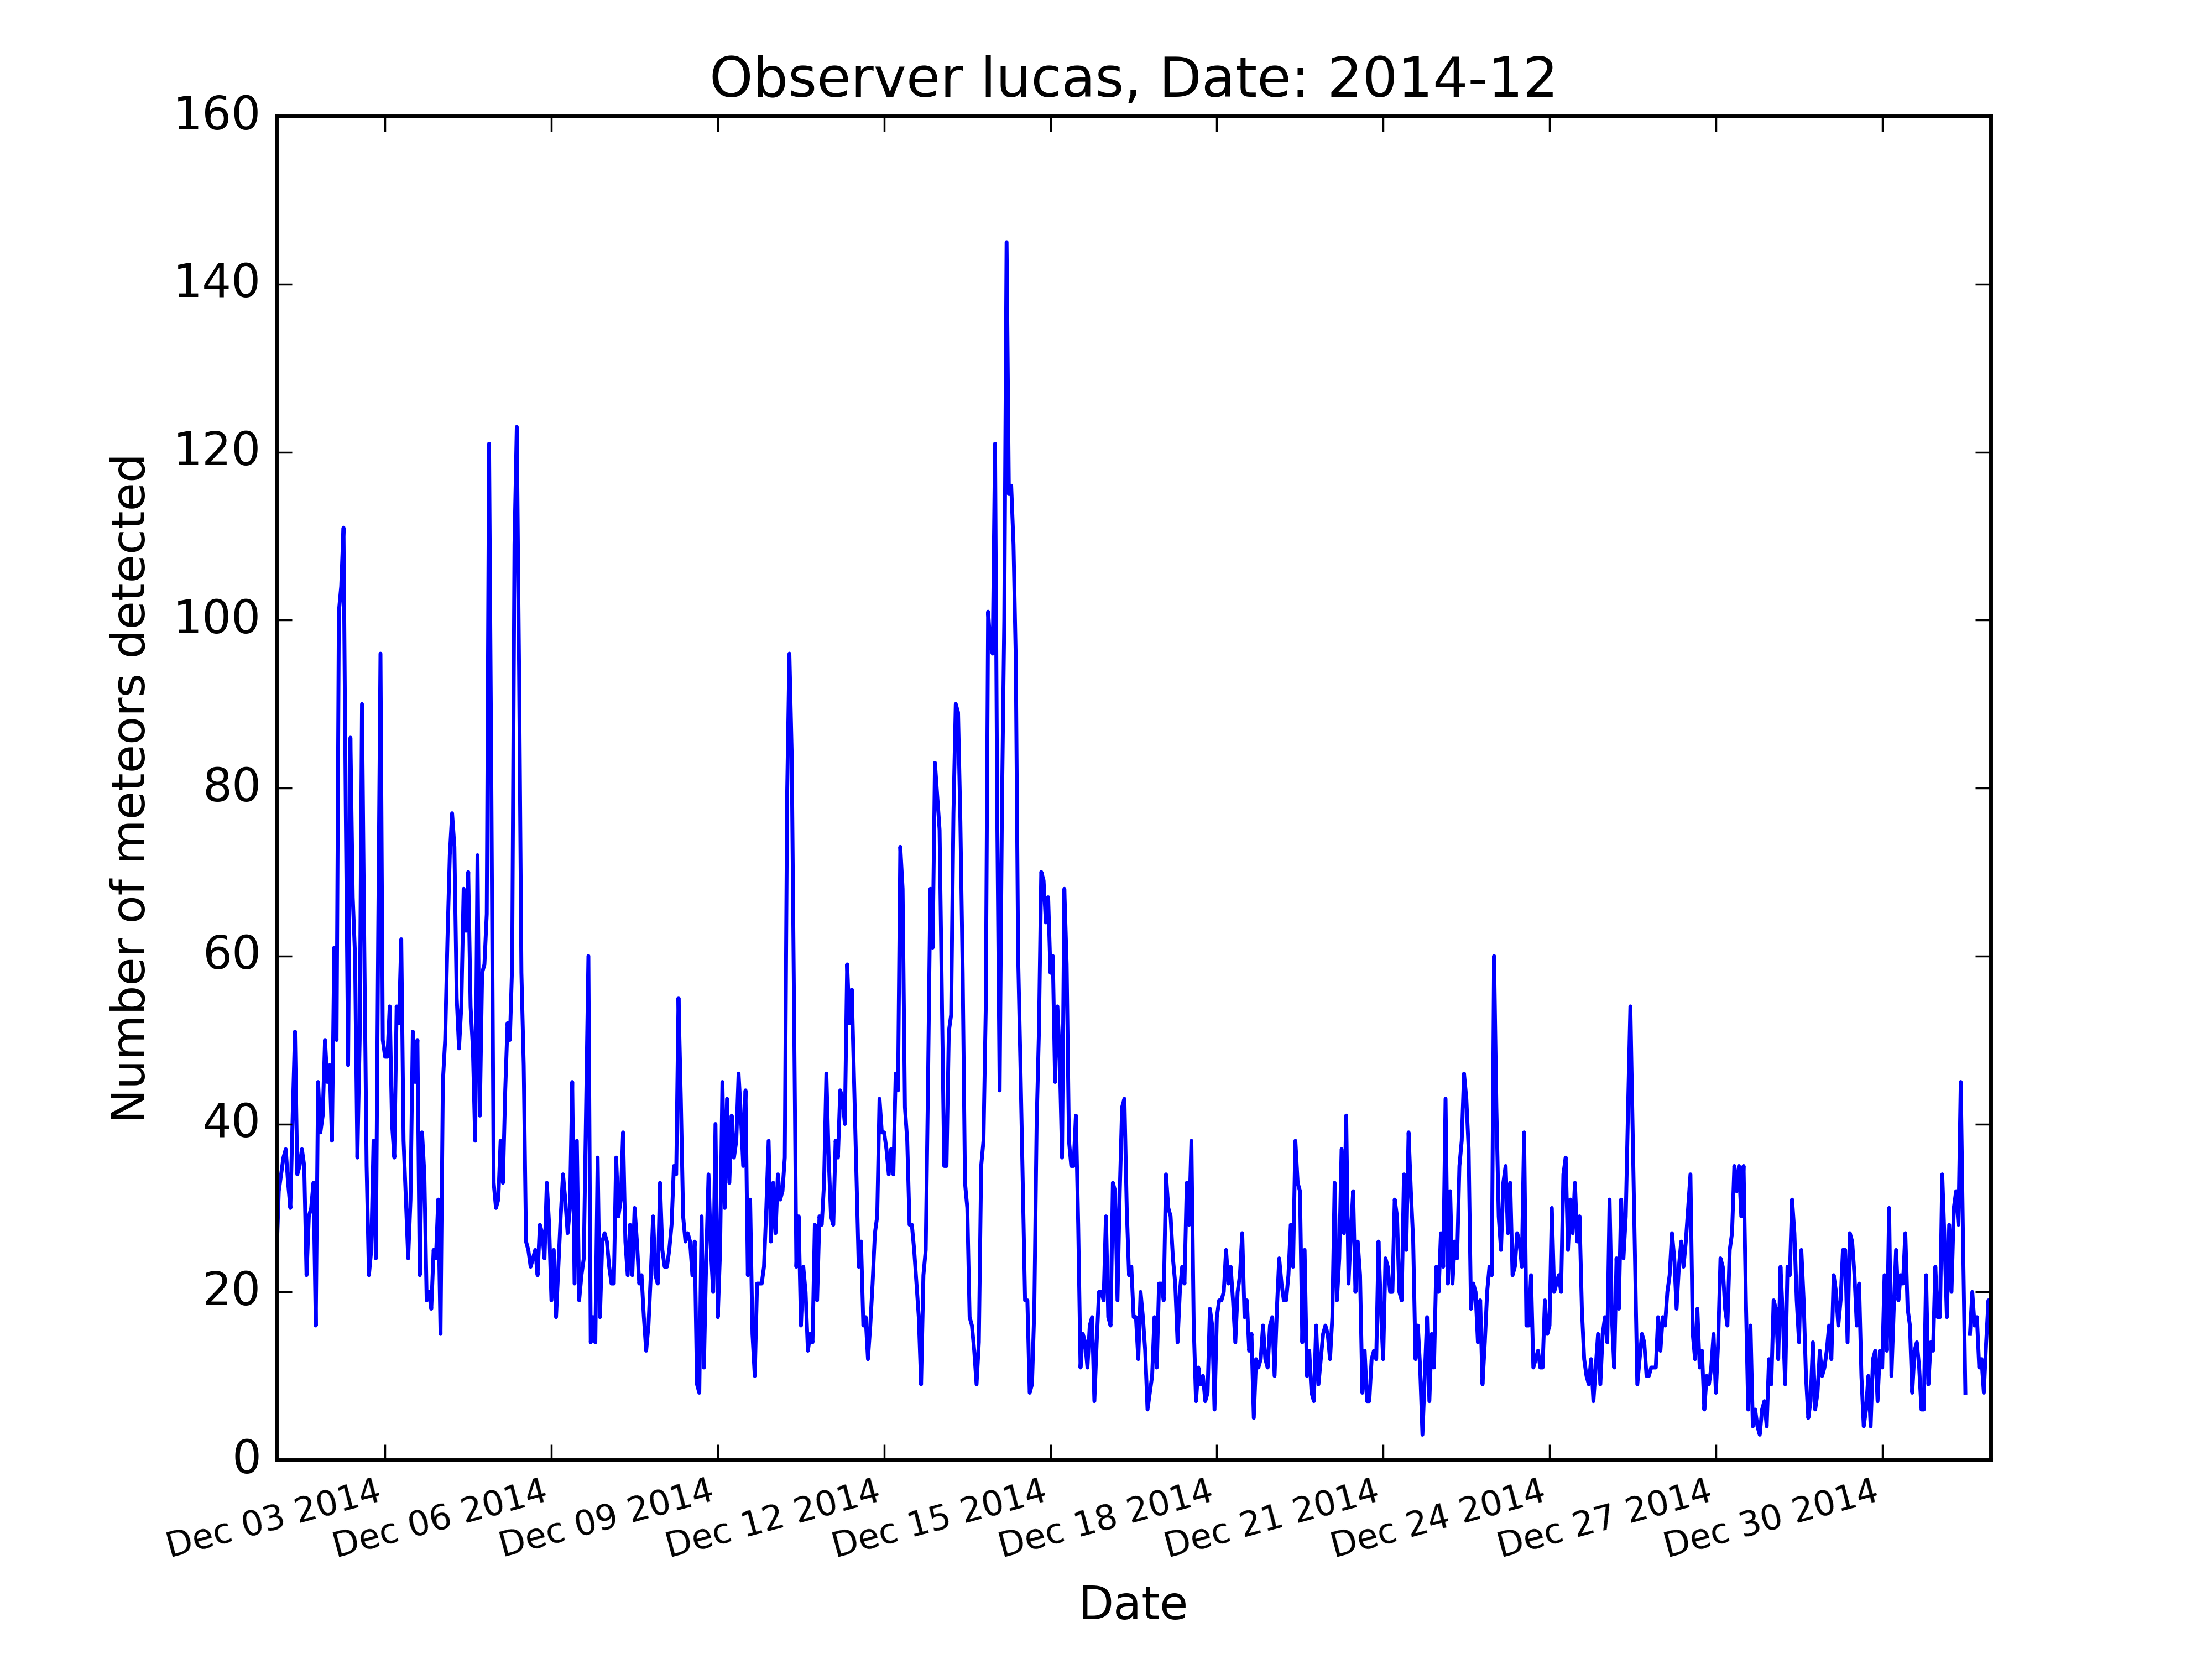 Observer lucas, Date: 2014-12
160
140
120
100
80
60
40
20
0
Number of meteors detected
Dec 03 2014
Dec 06 2014
Dec 09 2014
Dec 12 2014
Dec 15 2014
Dec 18 2014
Dec 21 2014
Dec 24 2014
Dec 27 2014
Dec 30 2014
Date